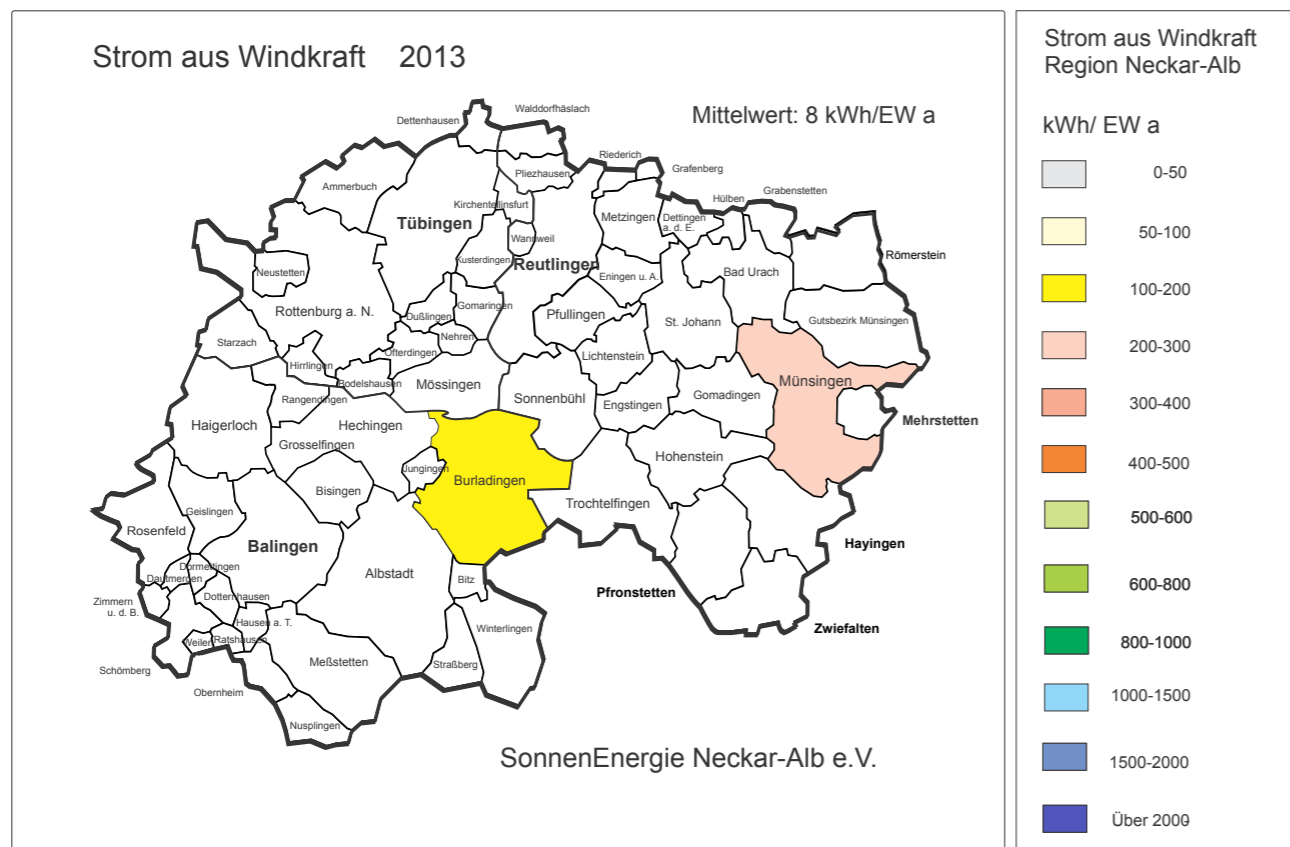 Strom aus Windkraft 2013
Mittelwert: 8 kWh/EW a
Walddorfhäslach
Dettenhausen
Riederich
Grafenberg
Pliezhausen
Ammerbuch
Hülben
Grabenstetten
Kirchentellinsfurt
Tübingen
Metzingen
Dettingen
a. d. E.
Wannweil
Römerstein
Kusterdingen
Reutlingen
Neustetten
Eningen u. A.
Bad Urach
Rottenburg a. N.
Gomaringen
Dußlingen
Pfullingen
St. Johann
Gutsbezirk Münsingen
Starzach
Nehren
Ofterdingen
Lichtenstein
Hirrlingen
Bodelshausen
Mössingen
Münsingen
Rangendingen
Sonnenbühl
Engstingen
Gomadingen
Haigerloch
Hechingen
Mehrstetten
Grosselfingen
Jungingen
Hohenstein
Burladingen
Bisingen
Trochtelfingen
Geislingen
Rosenfeld
Balingen
Hayingen
Dormettingen
Dautmergen
Albstadt
Bitz
Pfronstetten
Dotternhausen
Zimmern
u. d. B.
Hausen a. T.
Zwiefalten
Winterlingen
Weilen
Ratshausen
Meßstetten
Straßberg
Schömberg
Obernheim
Nusplingen
SonnenEnergie Neckar-Alb e.V.
Strom aus Windkraft
Region Neckar-Alb
kWh/ EW a
0-50
50-100
100-200
200-300
300-400
400-500
500-600
600-800
800-1000
1000-1500
1500-2000
Über 2000